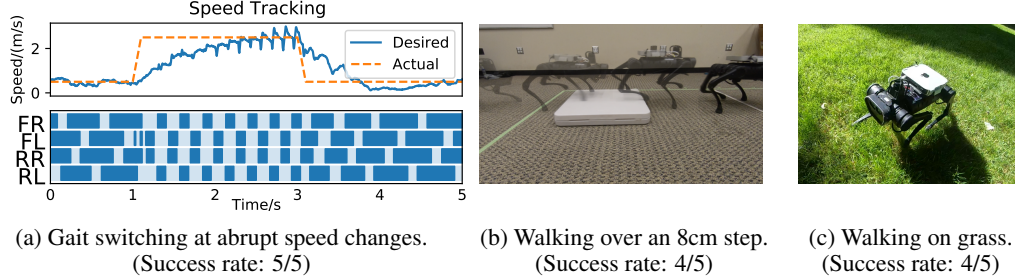 Speed Tracking
Speed/(m/s)
2
0
Desired
Actual
FR
FL
RR
RL
0 1 2 3 4 5
Time/s
(a) Gait switching at abrupt speed changes.
(Success rate: 5/5)
(b) Walking over an 8cm step.
(Success rate: 4/5)
(c) Walking on grass.
(Success rate: 4/5)